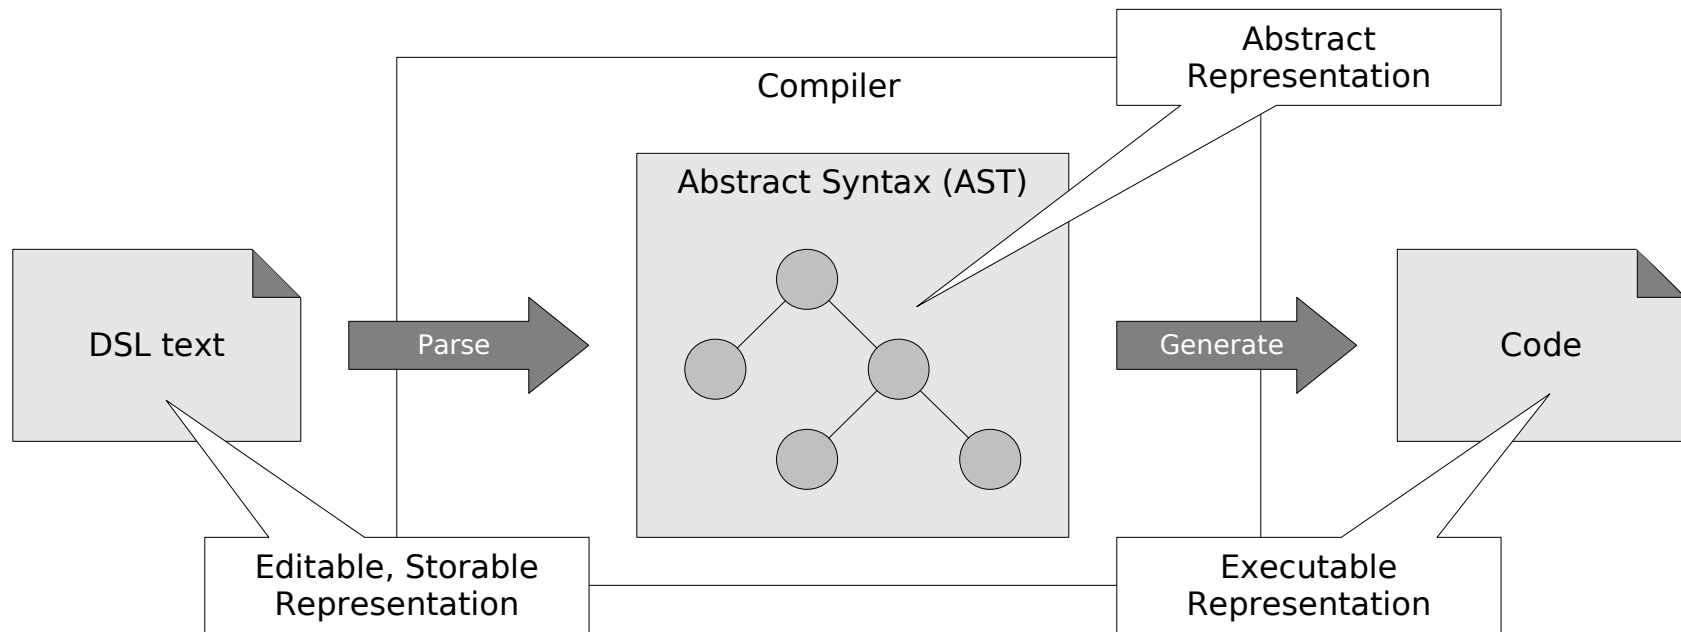 Abstract
Representation
Compiler
Abstract Syntax (AST)
DSL text
Parse
Generate
Code
Editable, Storable
Representation
Executable
Representation